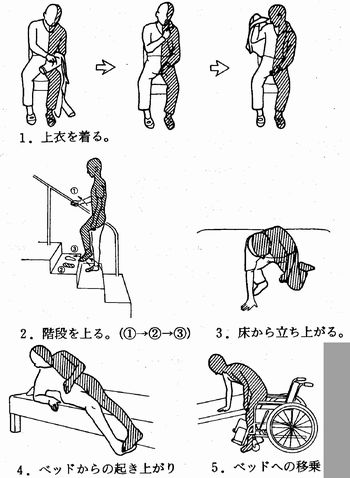 1．上衣を着る。
①
③
②
2．階段を上る。(①→②→③)
3．床から立ち上がる。
4．ベッドからの起き上がり
5．ベッドへの移乗